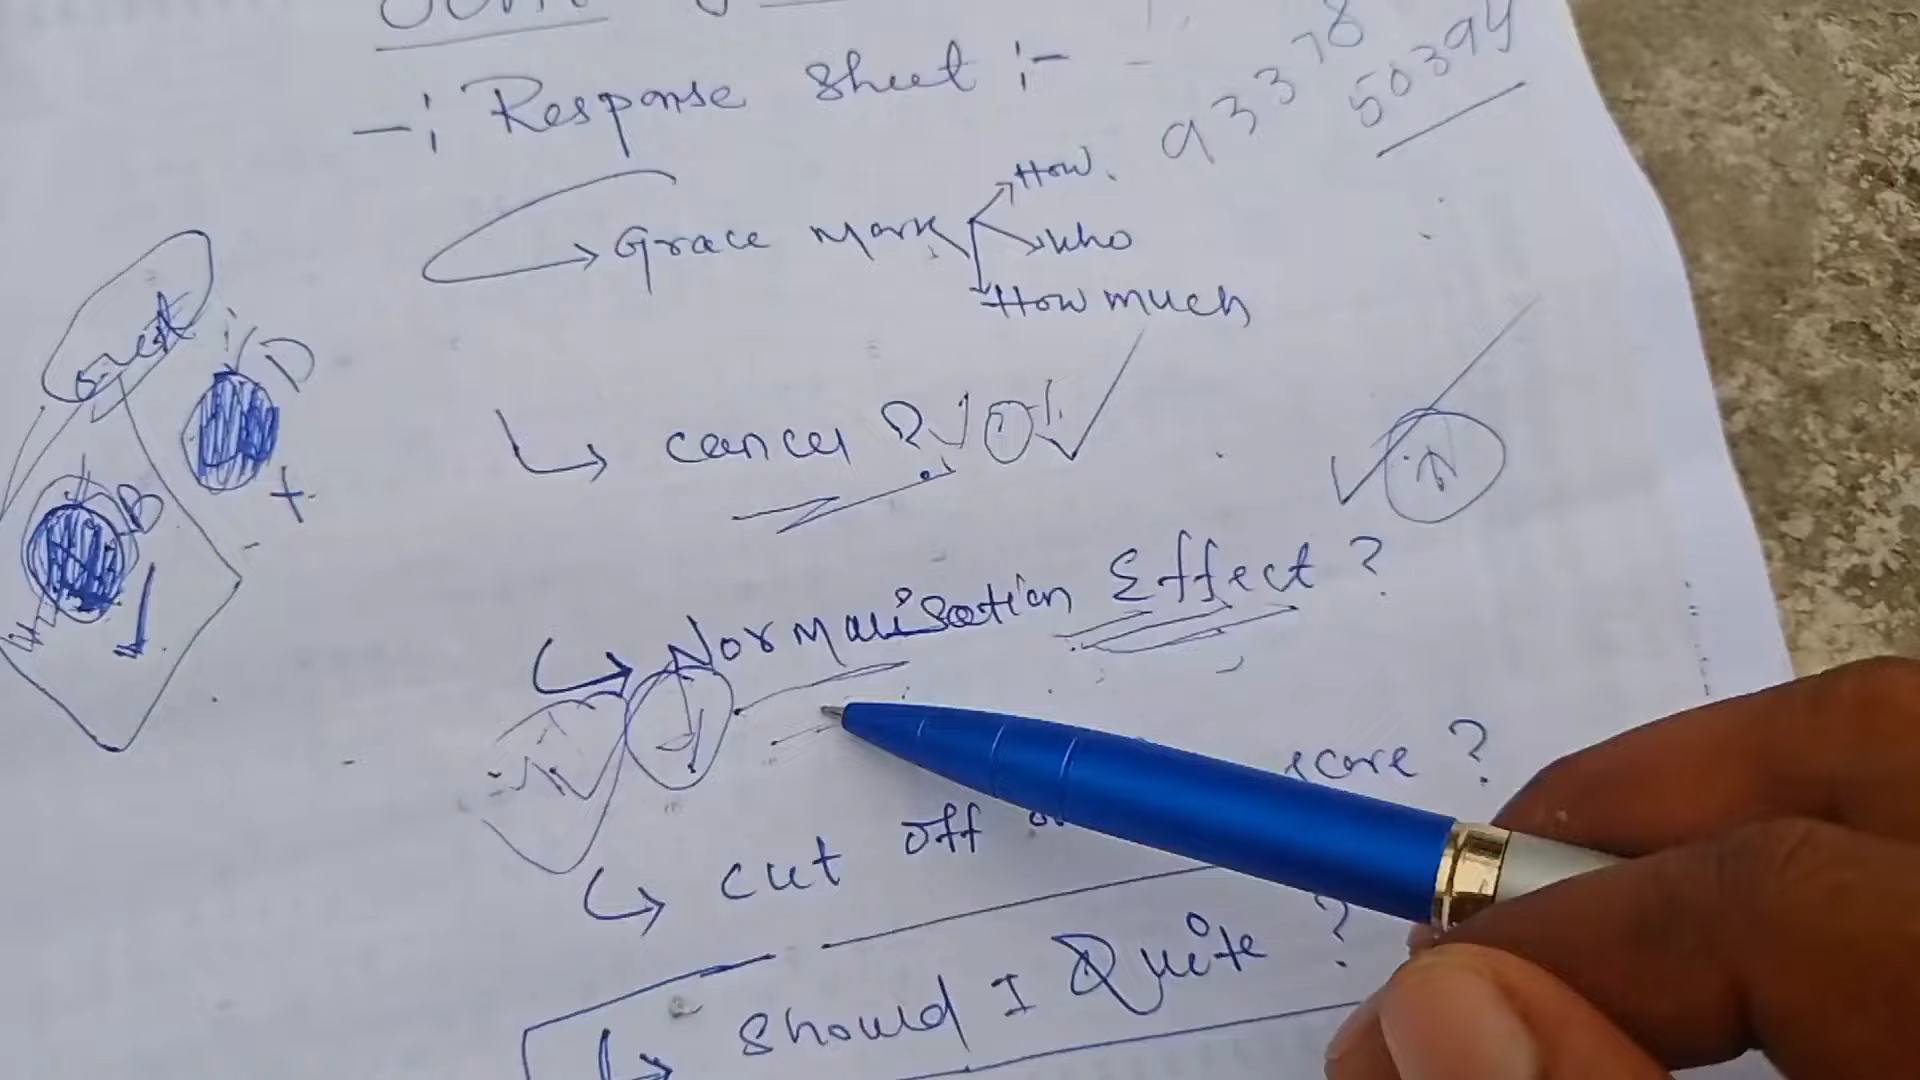 -: Response Sheet :-
93378
50394
Grace Mark
How
who
How much
cancel ?
D
B
Normalisation Effect ?
cut off score ?
Should I Quite ?